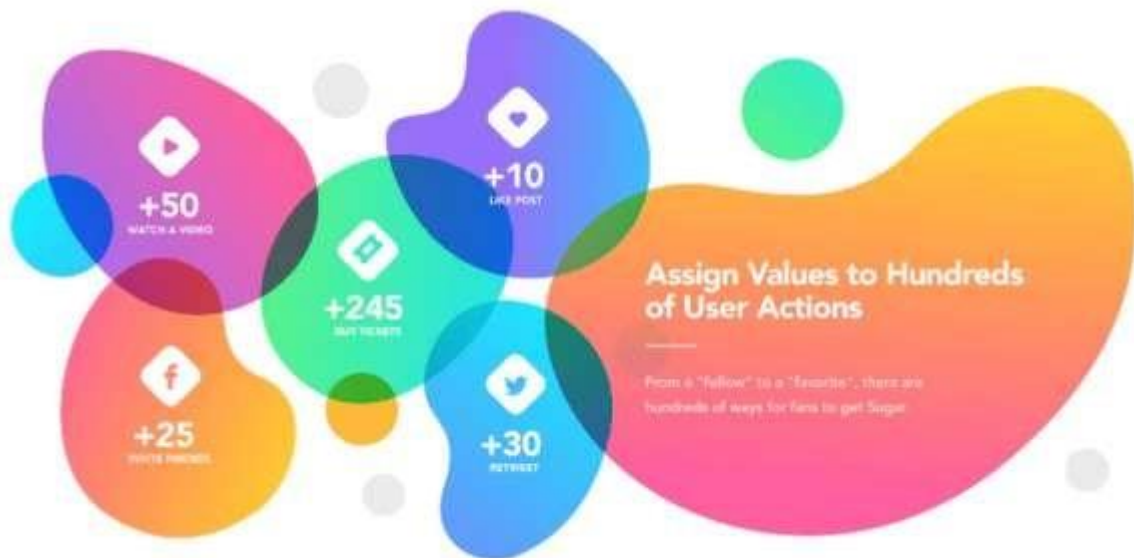 +50
WATCH A VIDEO
+10
LIKE POST
+245
BUY TICKETS
+25
INVITE FRIENDS
+30
RETWEET
Assign Values to Hundreds
of User Actions
From a "follow" to a "favorite", there are
hundreds of ways for fans to get Sugar.